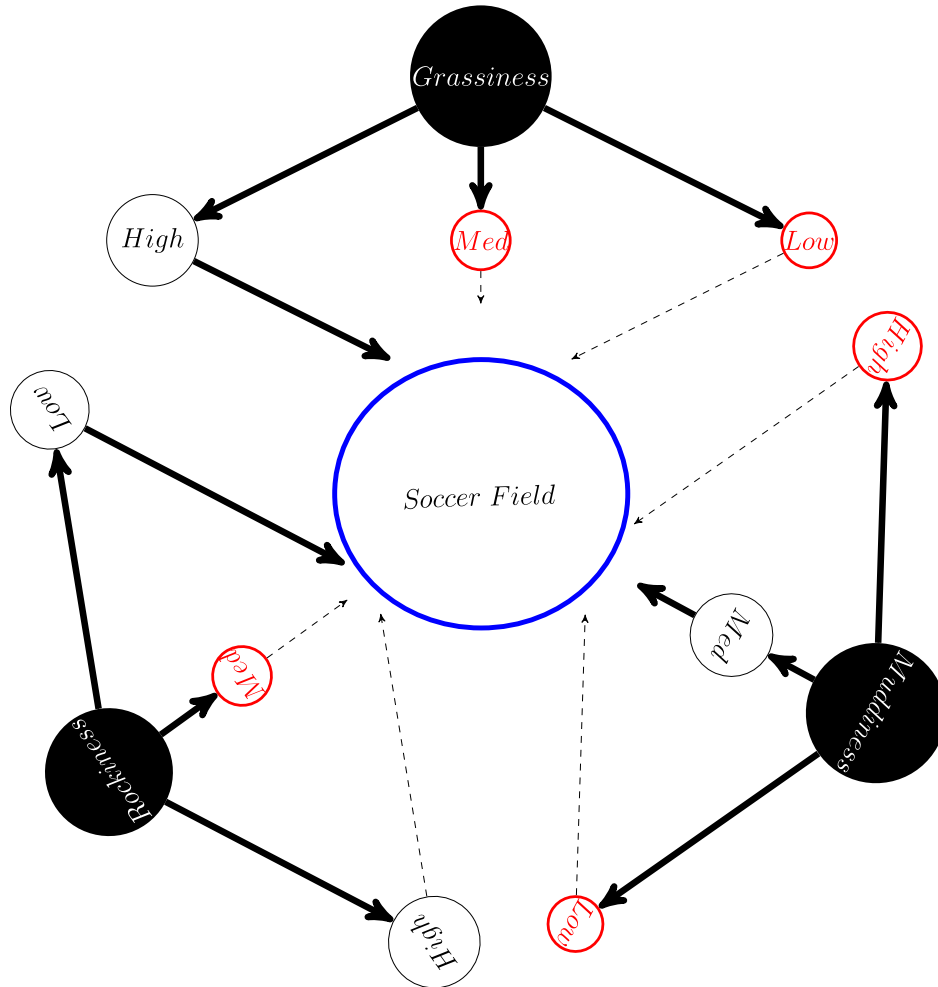 Grassiness
High
Med
Low
High
Low
Soccer Field
Med
Med
Muddiness
Rockiness
Low
High